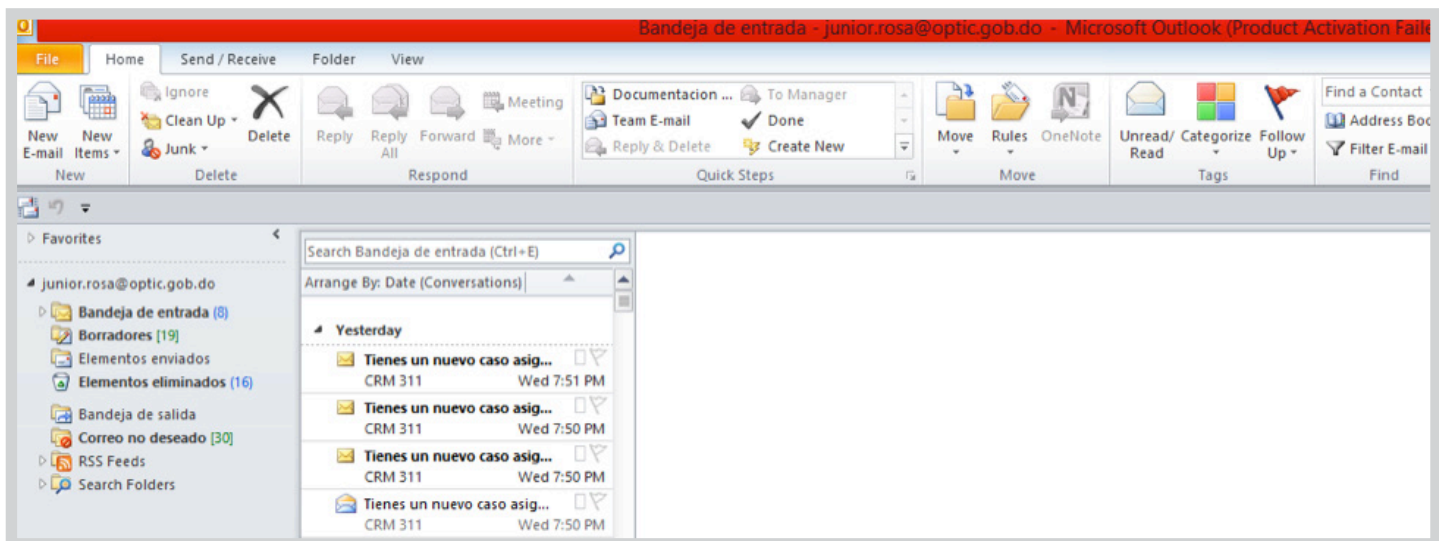 Bandeja de entrada - junior.rosa@optic.gob.do - Microsoft Outlook (Product Activation Faile
File Home Send / Receive Folder View
New E-mail
New Items
Ignore
Clean Up
Junk
Delete
Reply
Reply All
Forward
Meeting
More
Documentacion ...
To Manager
Team E-mail
Done
Reply & Delete
Create New
Move
Rules
OneNote
Unread/ Read
Categorize
Follow Up
Find a Contact
Address Boo
Filter E-mail
New Delete Respond Quick Steps Move Tags Find
Favorites
junior.rosa@optic.gob.do
Bandeja de entrada (8)
Borradores [19]
Elementos enviados
Elementos eliminados (16)
Bandeja de salida
Correo no deseado [30]
RSS Feeds
Search Folders
Search Bandeja de entrada (Ctrl+E)
Arrange By: Date (Conversations)
Yesterday
Tienes un nuevo caso asig...
CRM 311 Wed 7:51 PM
Tienes un nuevo caso asig...
CRM 311 Wed 7:50 PM
Tienes un nuevo caso asig...
CRM 311 Wed 7:50 PM
Tienes un nuevo caso asig...
CRM 311 Wed 7:50 PM